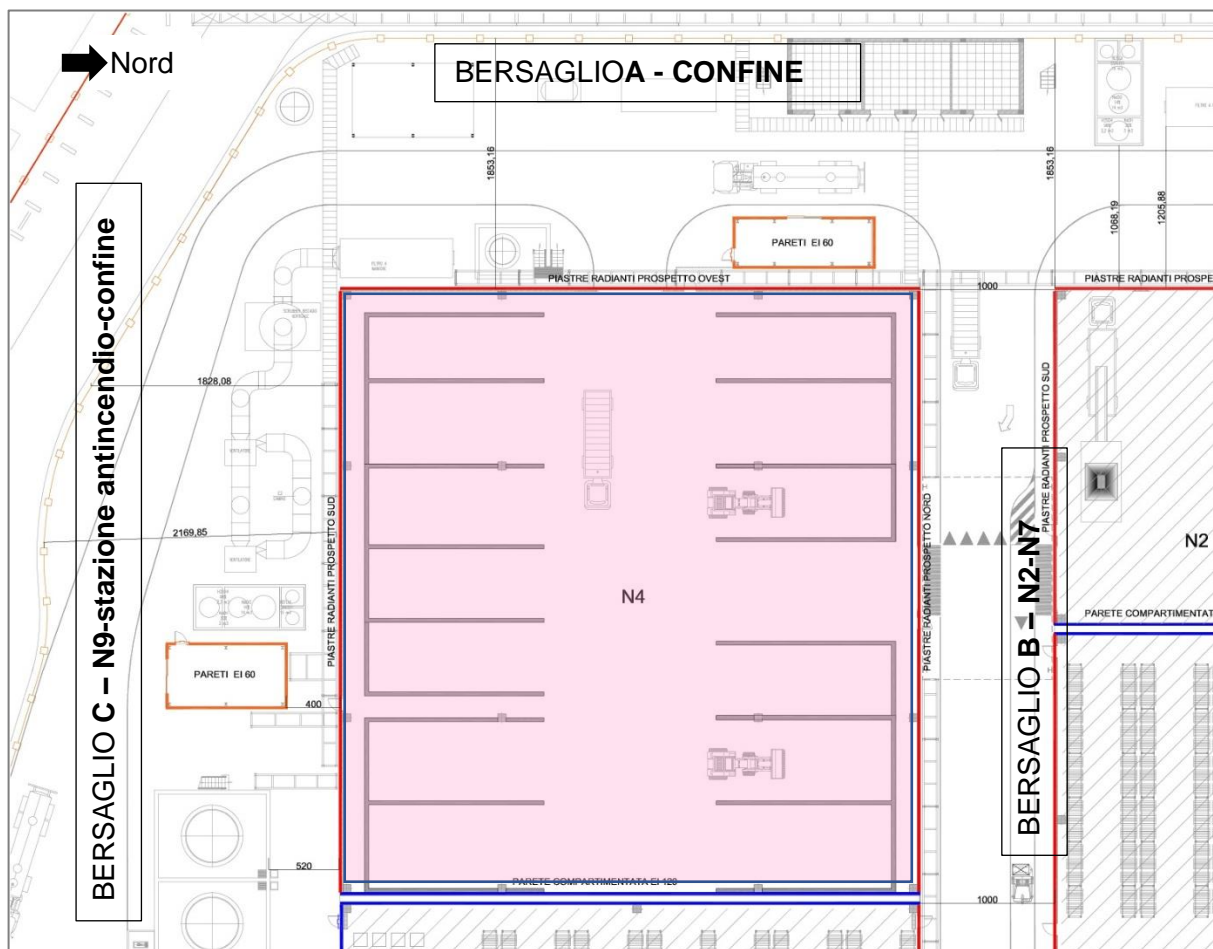 Nord
BERSAGLIOA - CONFINE
BERSAGLIO C – N9-stazione antincendio-confine
1853,16
1853,16
1068,19
1205,88
PARETI EI 60
PIASTRE RADIANTI PROSPETTO OVEST
1000
PIASTRE RADIANTI PROSPE
1828,08
2169,85
PIASTRE RADIANTI PROSPETTO SUD
N4
PIASTRE RADIANTI PROSPETTO NORD
H
BERSAGLIO B – N2-N7
PIASTRE RADIANTI PROSPETTO SUD
N2
PARETE COMPARTIMENTAT
PARETI EI 60
400
520
PARETE COMPARTIMENTATA EI 120
1000